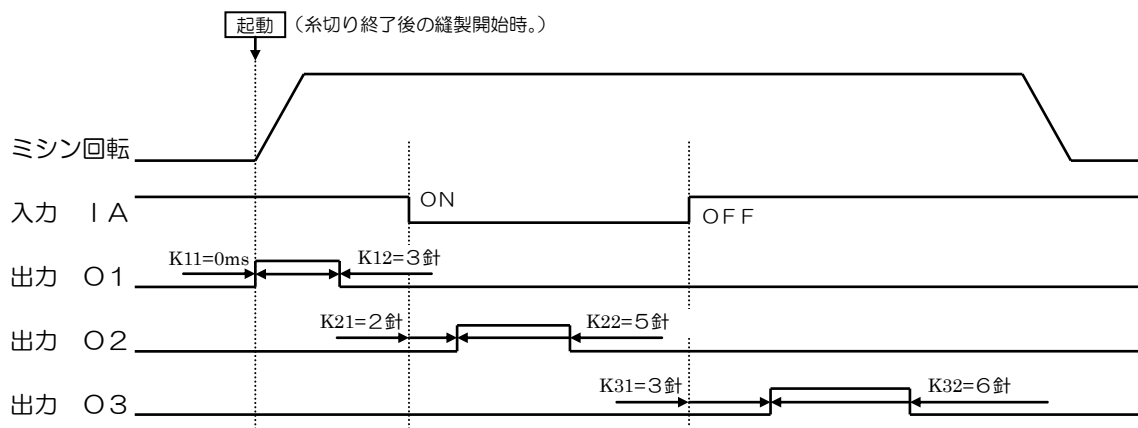 起動 (糸切り終了後の縫製開始時。)
ミシン回転
入力 IA ON OFF
K11=0ms K12=3針
出力 O1
K21=2針 K22=5針
出力 O2
K31=3針 K32=6針
出力 O3